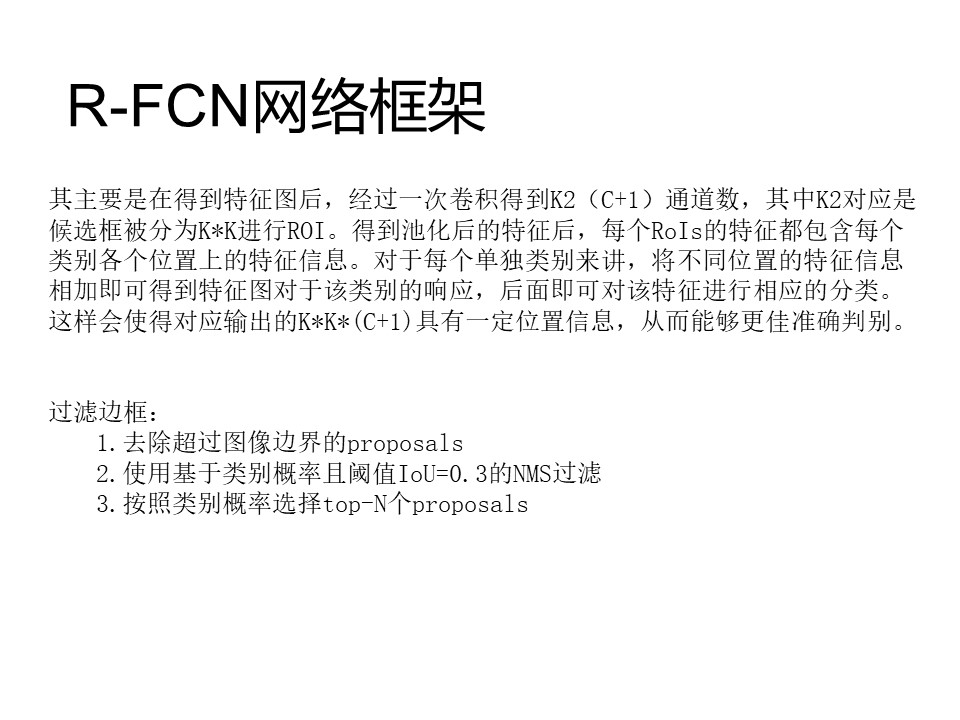 R-FCN网络框架
其主要是在得到特征图后，经过一次卷积得到K2（C+1）通道数，其中K2对应是
候选框被分为K*K进行ROI。得到池化后的特征后，每个RoIs的特征都包含每个
类别各个位置上的特征信息。对于每个单独类别来讲，将不同位置的特征信息
相加即可得到特征图对于该类别的响应，后面即可对该特征进行相应的分类。
这样会使得对应输出的K*K*(C+1)具有一定位置信息，从而能够更佳准确判别。
过滤边框：
1.去除超过图像边界的proposals
2.使用基于类别概率且阈值IoU=0.3的NMS过滤
3.按照类别概率选择top-N个proposals